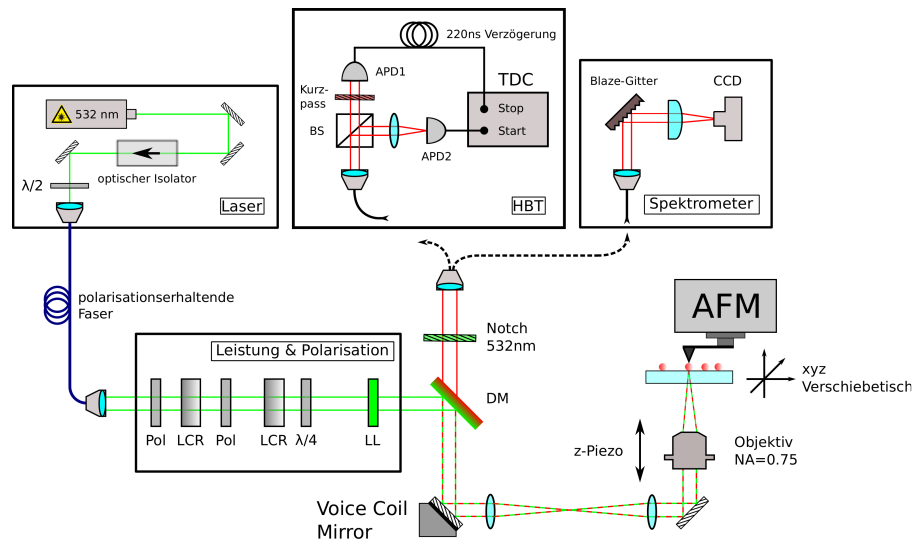 532 nm
optischer Isolator
λ/2
Laser
220ns Verzögerung
APD1
Kurz-
pass
BS
APD2
TDC
Stop
Start
HBT
Blaze-Gitter
CCD
Spektrometer
polarisationserhaltende
Faser
Leistung & Polarisation
Pol
LCR
Pol
LCR
λ/4
LL
Notch
532nm
DM
AFM
xyz
Verschiebetisch
z-Piezo
Objektiv
NA=0.75
Voice Coil
Mirror